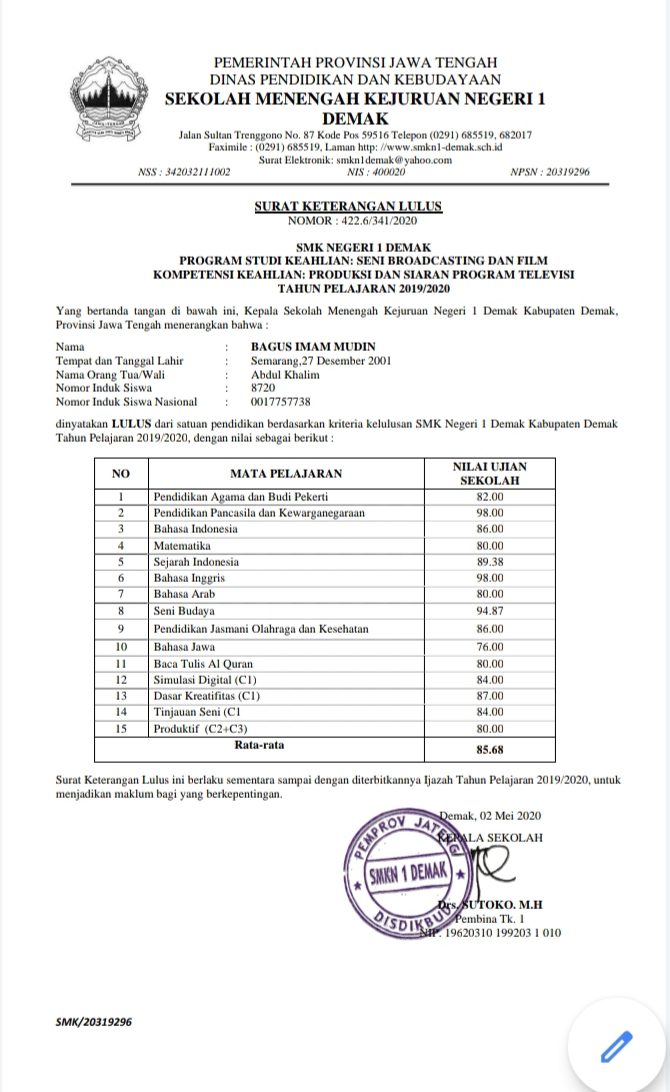 PEMERINTAH PROVINSI JAWA TENGAH
DINAS PENDIDIKAN DAN KEBUDAYAAN
SEKOLAH MENENGAH KEJURUAN NEGERI 1
DEMAK
Jalan Sultan Trenggono No. 87 Kode Pos 59516 Telepon (0291) 685519, 682017
Faximile : (0291) 685519, Laman http: //www.smkn1-demak.sch.id
Surat Elektronik: smkn1demak@yahoo.com
NSS : 342032111002 NIS : 400020 NPSN : 20319296
SURAT KETERANGAN LULUS
NOMOR : 422.6/341/2020
SMK NEGERI 1 DEMAK
PROGRAM STUDI KEAHLIAN: SENI BROADCASTING DAN FILM
KOMPETENSI KEAHLIAN: PRODUKSI DAN SIARAN PROGRAM TELEVISI
TAHUN PELAJARAN 2019/2020
Yang bertanda tangan di bawah ini, Kepala Sekolah Menengah Kejuruan Negeri 1 Demak Kabupaten Demak,
Provinsi Jawa Tengah menerangkan bahwa :
Nama : BAGUS IMAM MUDIN
Tempat dan Tanggal Lahir : Semarang,27 Desember 2001
Nama Orang Tua/Wali : Abdul Khalim
Nomor Induk Siswa : 8720
Nomor Induk Siswa Nasional : 0017757738
dinyatakan LULUS dari satuan pendidikan berdasarkan kriteria kelulusan SMK Negeri 1 Demak Kabupaten Demak
Tahun Pelajaran 2019/2020, dengan nilai sebagai berikut :
NO MATA PELAJARAN NILAI UJIAN
SEKOLAH
1 Pendidikan Agama dan Budi Pekerti 82.00
2 Pendidikan Pancasila dan Kewarganegaraan 98.00
3 Bahasa Indonesia 86.00
4 Matematika 80.00
5 Sejarah Indonesia 89.38
6 Bahasa Inggris 98.00
7 Bahasa Arab 80.00
8 Seni Budaya 94.87
9 Pendidikan Jasmani Olahraga dan Kesehatan 86.00
10 Bahasa Jawa 76.00
11 Baca Tulis Al Quran 80.00
12 Simulasi Digital (C1) 84.00
13 Dasar Kreatifitas (C1) 87.00
14 Tinjauan Seni (C1 84.00
15 Produktif (C2+C3) 80.00
Rata-rata 85.68
Surat Keterangan Lulus ini berlaku sementara sampai dengan diterbitkannya Ijazah Tahun Pelajaran 2019/2020, untuk
menjadikan maklum bagi yang berkepentingan.
Demak, 02 Mei 2020
KEPALA SEKOLAH
PEMPROV JATENG
SMKN 1 DEMAK
DISDIKBUD
Drs. SUTOKO. M.H
Pembina Tk. 1
NIP. 19620310 199203 1 010
SMK/20319296